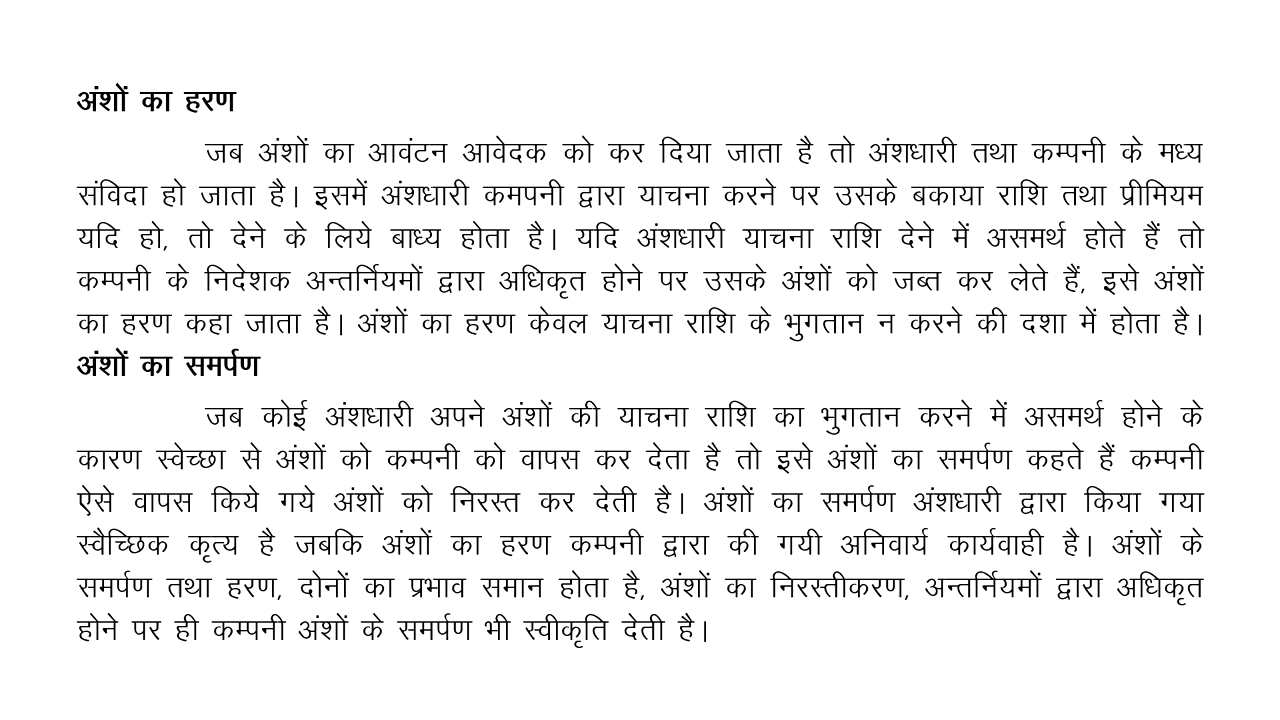 अंशों का हरण
जब अंशों का आवंटन आवेदक को कर दिया जाता है तो अंशधारी तथा कम्पनी के मध्य
संविदा हो जाता है। इसमें अंशधारी कमपनी द्वारा याचना करने पर उसके बकाया राशि तथा प्रीमियम
यदि हो, तो देने के लिये बाध्य होता है। यदि अंशधारी याचना राशि देने में असमर्थ होते हैं तो
कम्पनी के निदेशक अन्तर्नियमों द्वारा अधिकृत होने पर उसके अंशों को जब्त कर लेते हैं, इसे अंशों
का हरण कहा जाता है। अंशों का हरण केवल याचना राशि के भुगतान न करने की दशा में होता है।
अंशों का समर्पण
जब कोई अंशधारी अपने अंशों की याचना राशि का भुगतान करने में असमर्थ होने के
कारण स्वेच्छा से अंशों को कम्पनी को वापस कर देता है तो इसे अंशों का समर्पण कहते हैं कम्पनी
ऐसे वापस किये गये अंशों को निरस्त कर देती है। अंशों का समर्पण अंशधारी द्वारा किया गया
स्वैच्छिक कृत्य है जबकि अंशों का हरण कम्पनी द्वारा की गयी अनिवार्य कार्यवाही है। अंशों के
समर्पण तथा हरण, दोनों का प्रभाव समान होता है, अंशों का निरस्तीकरण, अन्तर्नियमों द्वारा अधिकृत
होने पर ही कम्पनी अंशों के समर्पण भी स्वीकृति देती है।